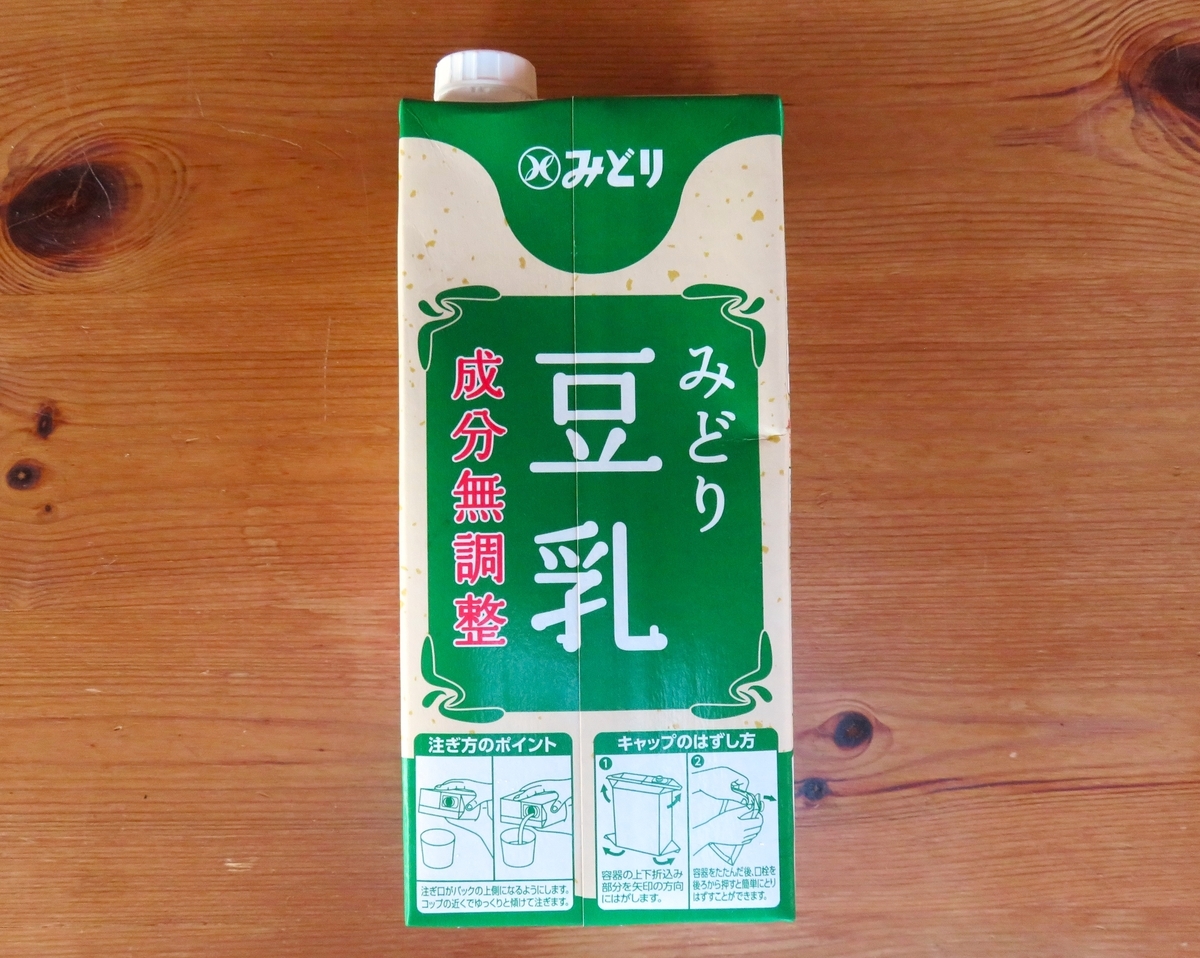 みどり
みどり
豆乳
成分無調整
注ぎ方のポイント
注ぎ口がパックの上側になるようにします。
コップの近くでゆっくりと傾けて注ぎます。
キャップのはずし方
1
容器の上下折込み
部分を矢印の方向
にはがします。
2
容器をたたんだ後、口栓を
後ろから押すと簡単にとり
はずすことができます。